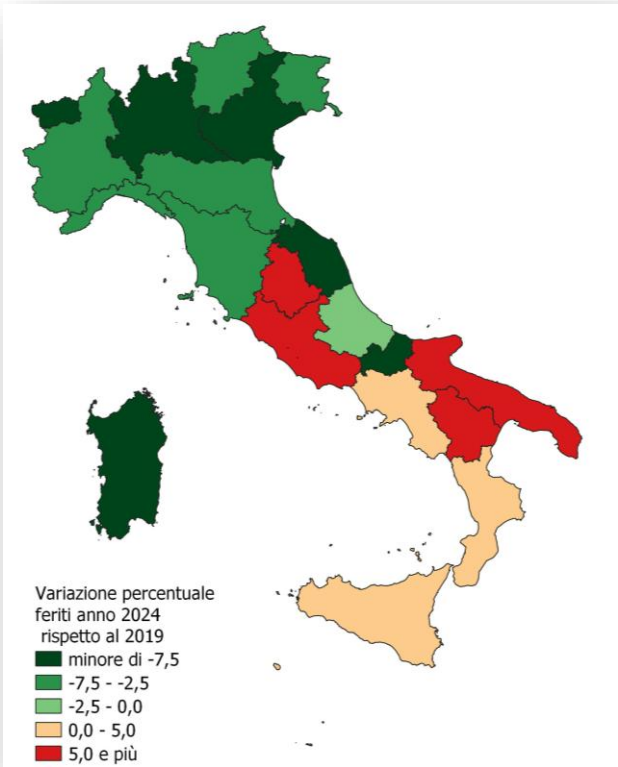 Variazione percentuale
feriti anno 2024
rispetto al 2019
minore di -7,5
-7,5 - -2,5
-2,5 - 0,0
0,0 - 5,0
5,0 e più